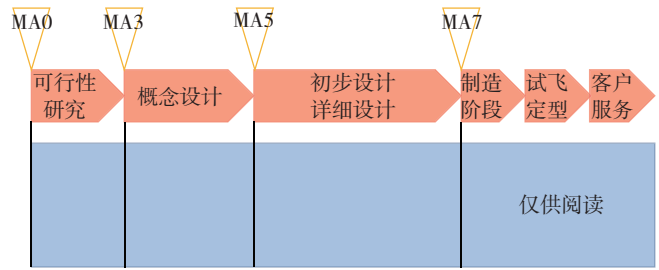 MA0 MA3 MA5 MA7
可行性
研究
概念设计
初步设计
详细设计
制造
阶段
试飞
定型
客户
服务
仅供阅读